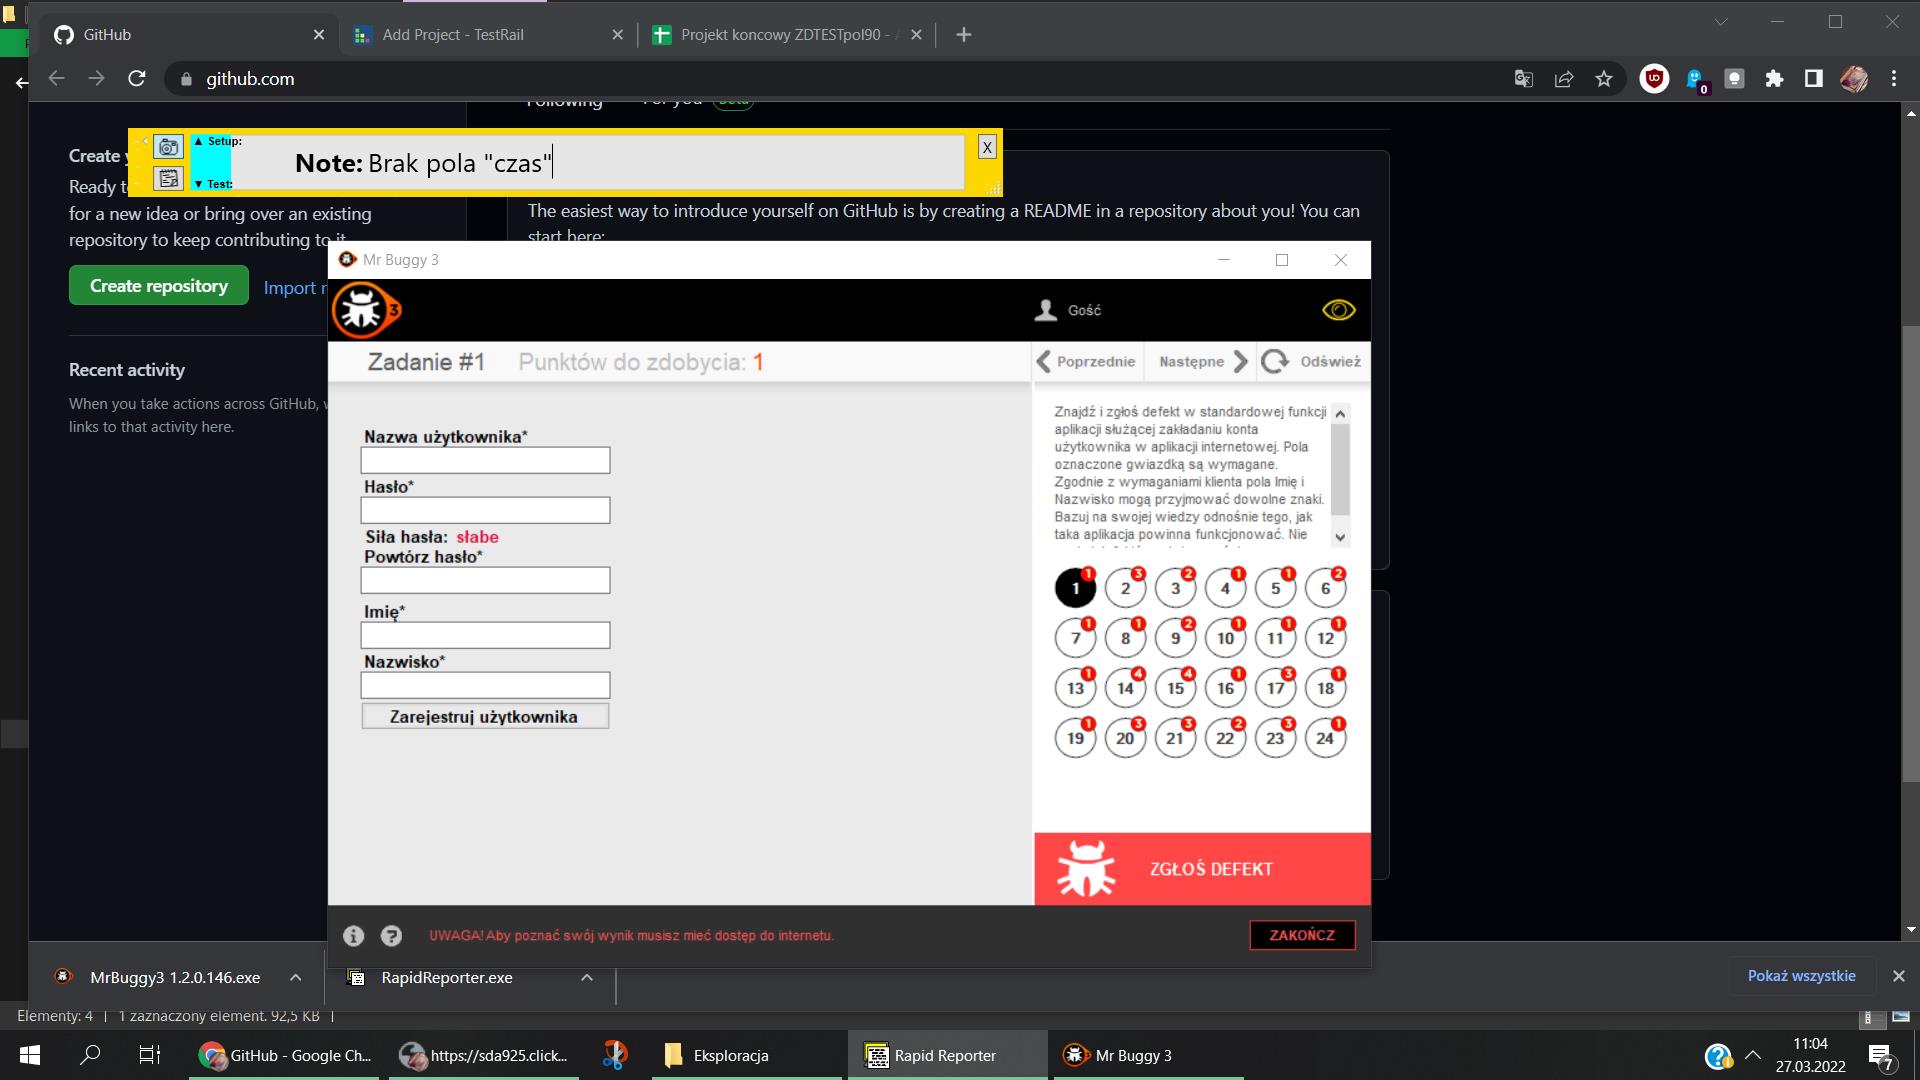 GitHub
Add Project - TestRail
Projekt koncowy ZDTESTpol90 -
github.com
0
Following
For you
Beta
Setup:
Note: Brak pola "czas"
Test:
X
Create
Ready
for a new idea or bring over an existing
repository to keep contributing to it.
Create repository
Import
The easiest way to introduce yourself on GitHub is by creating a README in a repository about you! You can
start here:
Recent activity
When you take actions across GitHub,
links to that activity here.
Mr Buggy 3
3
Gość
Zadanie #1
Punktów do zdobycia: 1
Poprzednie
Następne
Odśwież
Nazwa użytkownika*
Hasło*
Siła hasła: słabe
Powtórz hasło*
Imię*
Nazwisko*
Zarejestruj użytkownika
Znajdź i zgłoś defekt w standardowej funkcji
aplikacji służącej zakładaniu konta
użytkownika w aplikacji internetowej. Pola
oznaczone gwiazdką są wymagane.
Zgodnie z wymaganiami klienta pola Imię i
Nazwisko mogą przyjmować dowolne znaki.
Bazuj na swojej wiedzy odnośnie tego, jak
taka aplikacja powinna funkcjonować. Nie
1 1 2 3 3 2 4 1 5 1 6 2
7 1 8 1 9 2 10 1 11 1 12 1
13 1 14 4 15 4 16 1 17 3 18 1
19 1 20 3 21 3 22 2 23 3 24 1
ZGŁOŚ DEFEKT
UWAGA! Aby poznać swój wynik musisz mieć dostęp do internetu.
ZAKOŃCZ
MrBuggy3 1.2.0.146.exe
RapidReporter.exe
Pokaż wszystkie
Elementy: 4
1 zaznaczony element. 92,5 KB
GitHub - Google Ch...
https://sda925.click...
Eksploracja
Rapid Reporter
Mr Buggy 3
11:04
27.03.2022
7